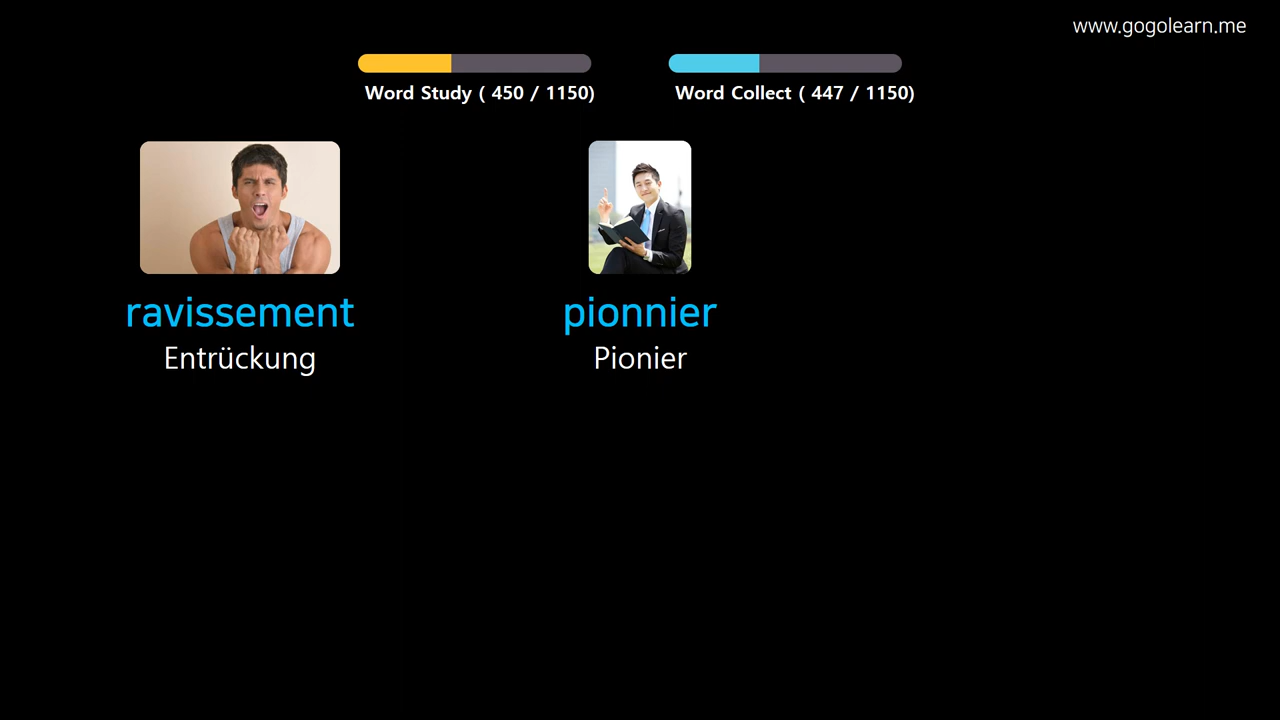 www.gogolearn.me
Word Study ( 450 / 1150)
Word Collect ( 447 / 1150)
ravissement
Entrückung
pionnier
Pionier